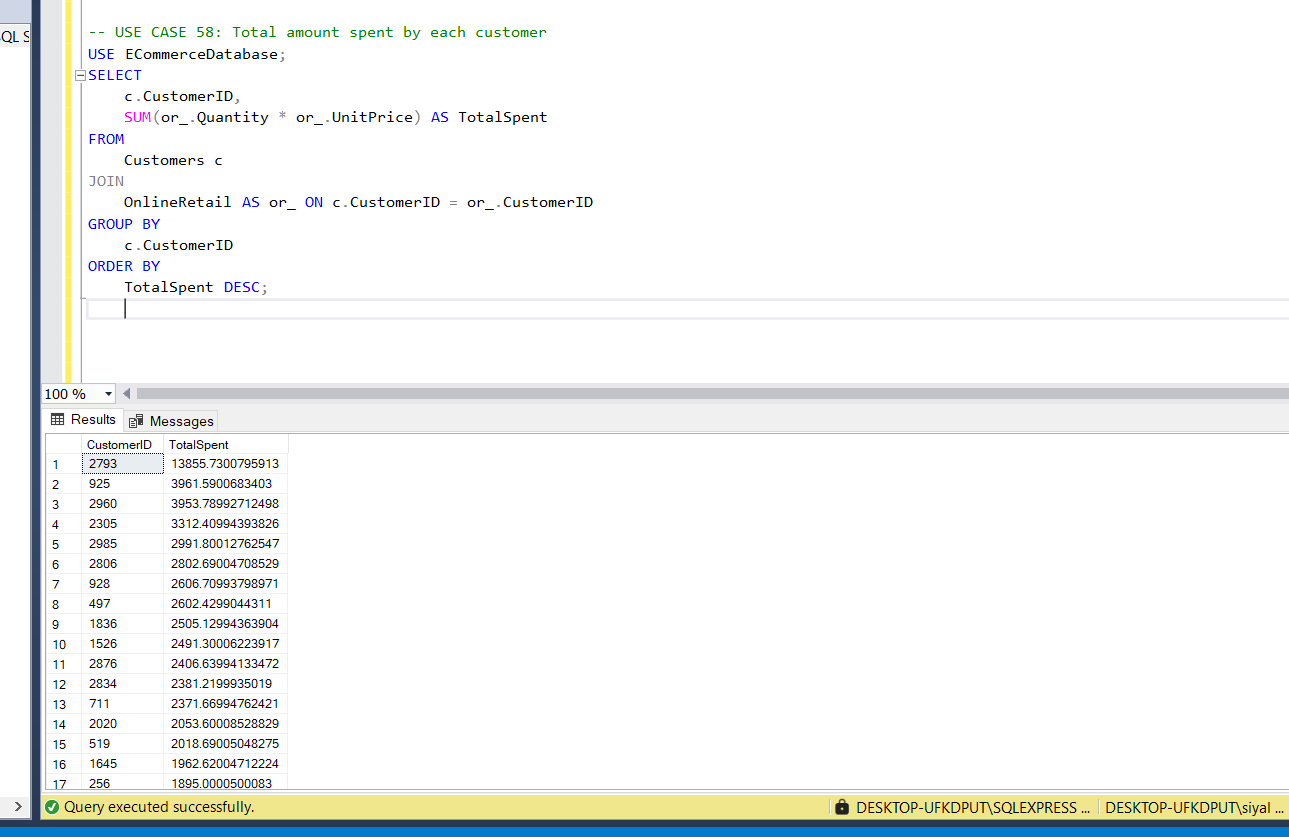 QL S
-- USE CASE 58: Total amount spent by each customer
USE ECommerceDatabase;
SELECT
c.CustomerID,
SUM(or_.Quantity * or_.UnitPrice) AS TotalSpent
FROM
Customers c
JOIN
OnlineRetail AS or_ ON c.CustomerID = or_.CustomerID
GROUP BY
c.CustomerID
ORDER BY
TotalSpent DESC;
100 %
Results Messages
CustomerID TotalSpent
1 2793 13855.7300795913
2 925 3961.5900683403
3 2960 3953.78992712498
4 2305 3312.40994393826
5 2985 2991.80012762547
6 2806 2802.69004708529
7 928 2606.70993798971
8 497 2602.4299044311
9 1836 2505.12994363904
10 1526 2491.30006223917
11 2876 2406.63994133472
12 2834 2381.2199935019
13 711 2371.66994762421
14 2020 2053.60008528829
15 519 2018.69005048275
16 1645 1962.62004712224
17 256 1895.0000500083
Query executed successfully. DESKTOP-UFKDPUT\SQLEXPRESS ... DESKTOP-UFKDPUT\siyal ...